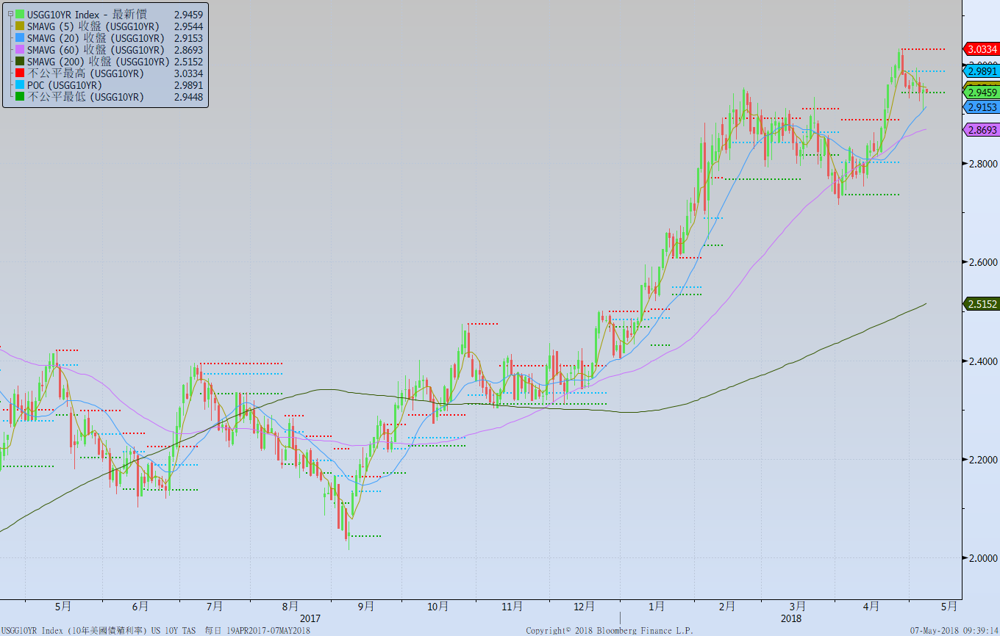 USGG10YR Index - 最新價 2.9459
SMAVG (5) 收盤 (USGG10YR) 2.9544
SMAVG (20) 收盤 (USGG10YR) 2.9153
SMAVG (60) 收盤 (USGG10YR) 2.8693
SMAVG (200) 收盤 (USGG10YR) 2.5152
不公平最高 (USGG10YR) 3.0334
POC (USGG10YR) 2.9891
不公平最低 (USGG10YR) 2.9448
3.0334
2.9891
2.9459
2.9153
2.8693
2.8000
2.6000
2.5152
2.4000
2.2000
2.0000
5月 6月 7月 8月 9月 10月 11月 12月 1月 2月 3月 4月 5月
2017 2018
USGG10YR Index (10年美國債殖利率) US 10Y TAS 每日 19APR2017-07MAY2018 Copyright© 2018 Bloomberg Finance L.P. 07-May-2018 09:39:14